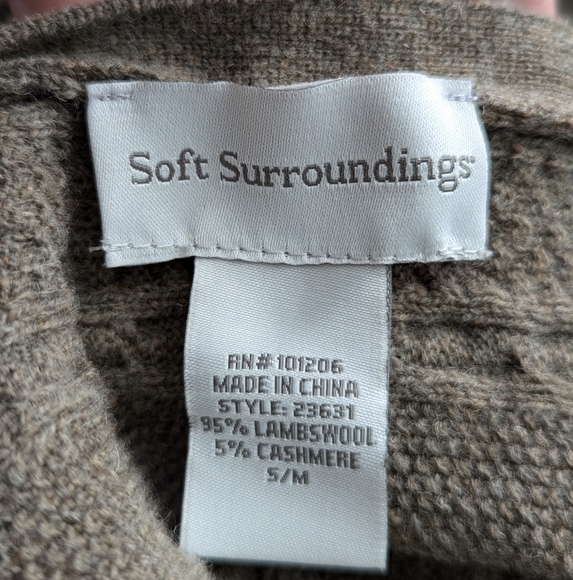 Soft Surroundings
RN# 101206
MADE IN CHINA
STYLE: 23631
95% LAMBSWOOL
5% CASHMERE
S/M